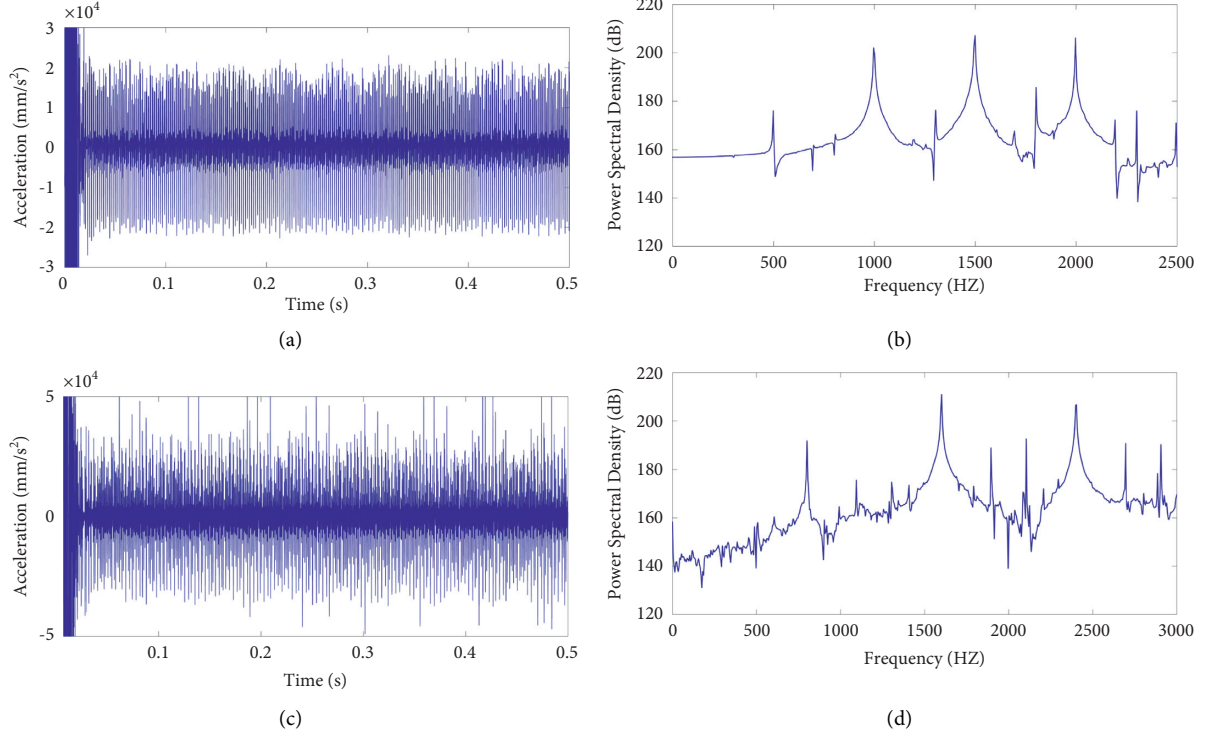 ×10⁴
3
2
1
0
-1
-2
-3
Acceleration (mm/s²)
0 0.1 0.2 0.3 0.4 0.5
Time (s)
(a)
220
200
180
160
140
120
Power Spectral Density (dB)
0 500 1000 1500 2000 2500
Frequency (HZ)
(b)
×10⁴
5
0
-5
Acceleration (mm/s²)
0.1 0.2 0.3 0.4 0.5
Time (s)
(c)
220
200
180
160
140
120
Power Spectral Density (dB)
0 500 1000 1500 2000 2500 3000
Frequency (HZ)
(d)